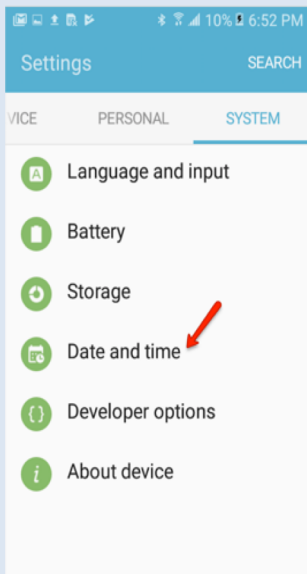 10% 6:52 PM
Settings SEARCH
VICE PERSONAL SYSTEM
A Language and input
Battery
Storage
Date and time
{} Developer options
i About device